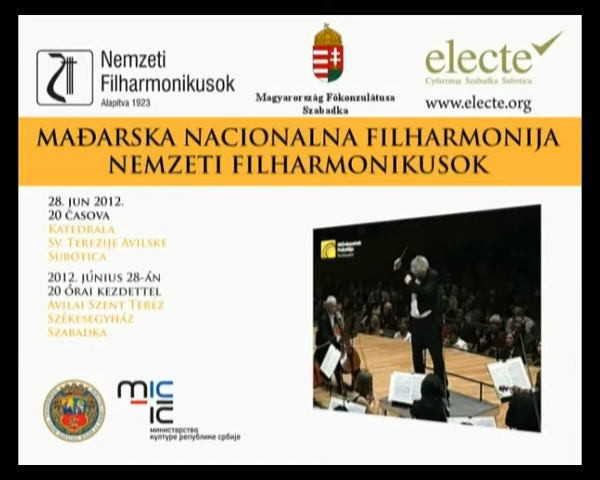 Nemzeti
Filharmonikusok
Alapítva 1923
Magyarország Főkonzulátusa
Szabadka
electe
Суботица Szabadka Subotica
www.electe.org
MAĐARSKA NACIONALNA FILHARMONIJA
NEMZETI FILHARMONIKUSOK
28. JUN 2012.
20 ČASOVA
KATEDRALA
SV. TEREZIJE AVILSKE
SUBOTICA
2012. JÚNIUS 28-ÁN
20 ÓRAI KEZDETTEL
AVILAI SZENT TERÉZ
SZÉKESEGYHÁZ
SZABADKA
МИС
IC
министарство
културе републике србије